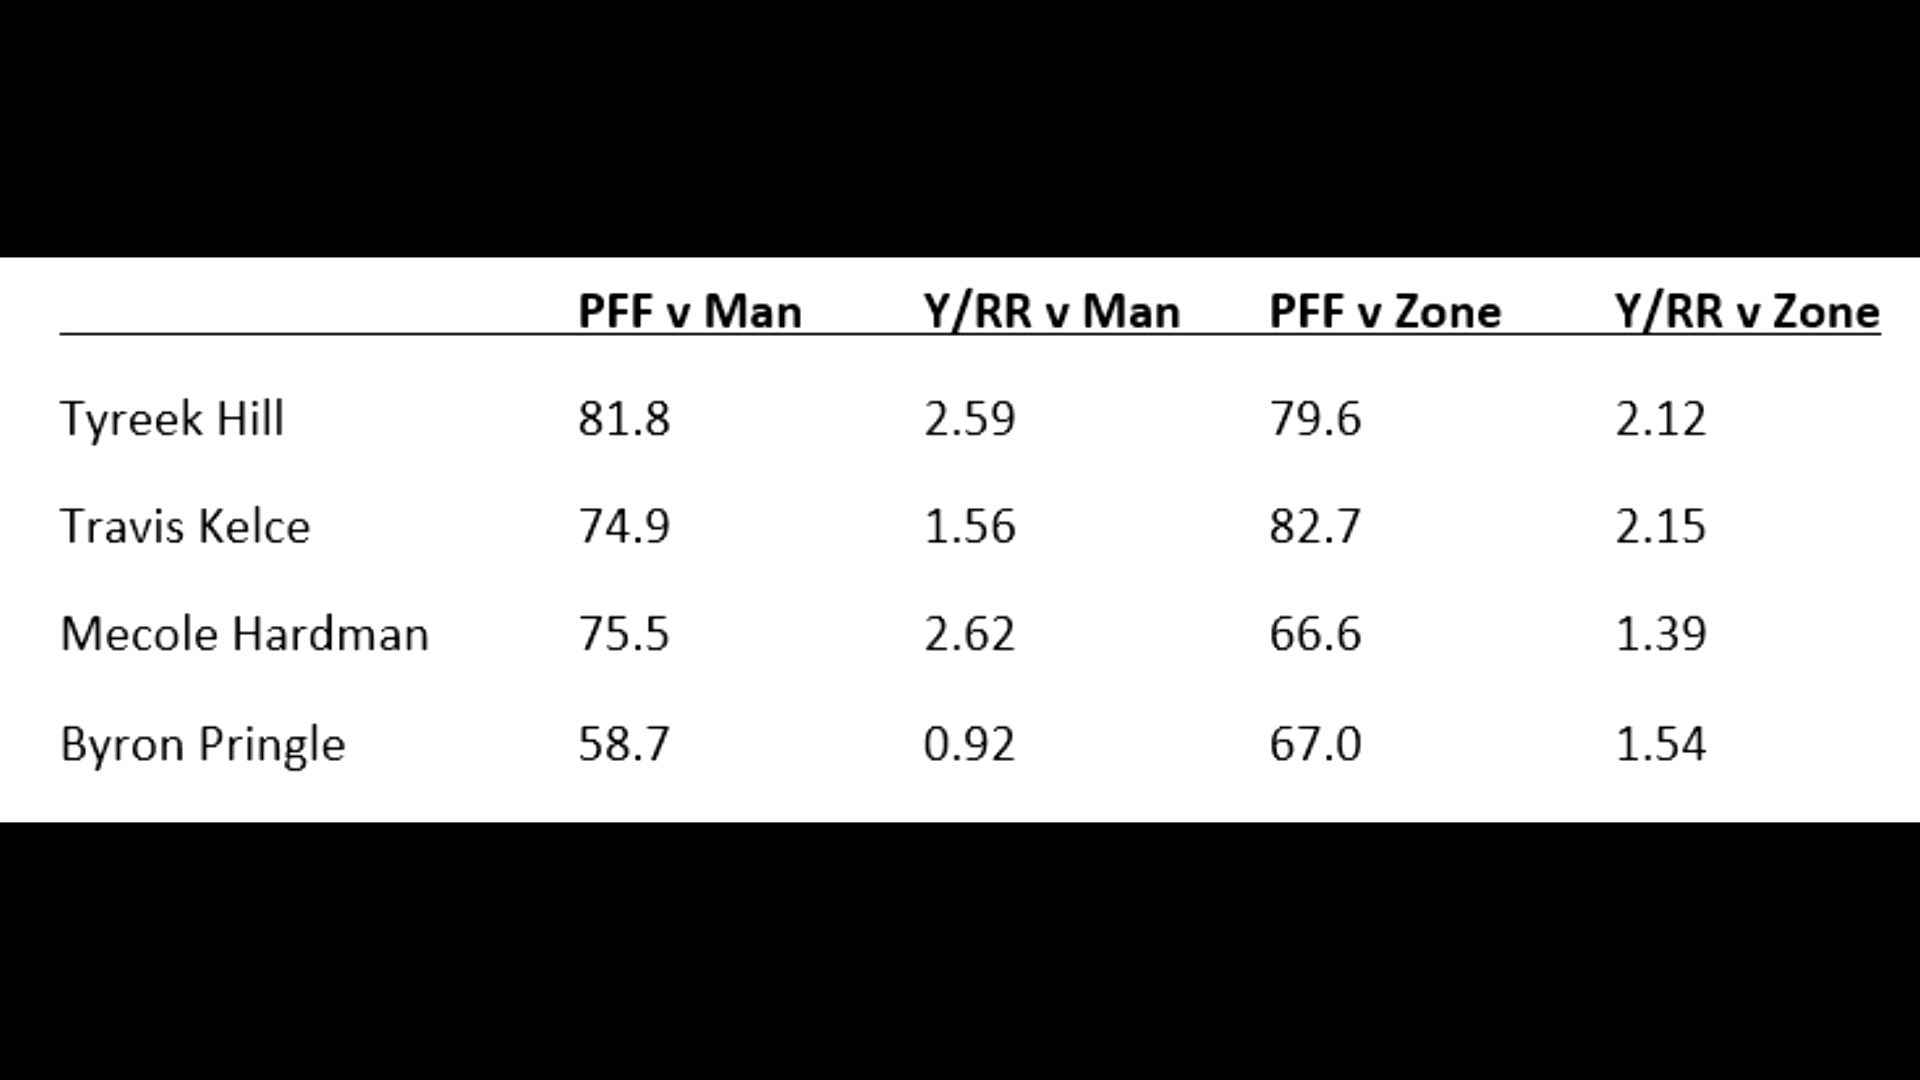 PFF v Man Y/RR v Man PFF v Zone Y/RR v Zone
Tyreek Hill 81.8 2.59 79.6 2.12
Travis Kelce 74.9 1.56 82.7 2.15
Mecole Hardman 75.5 2.62 66.6 1.39
Byron Pringle 58.7 0.92 67.0 1.54